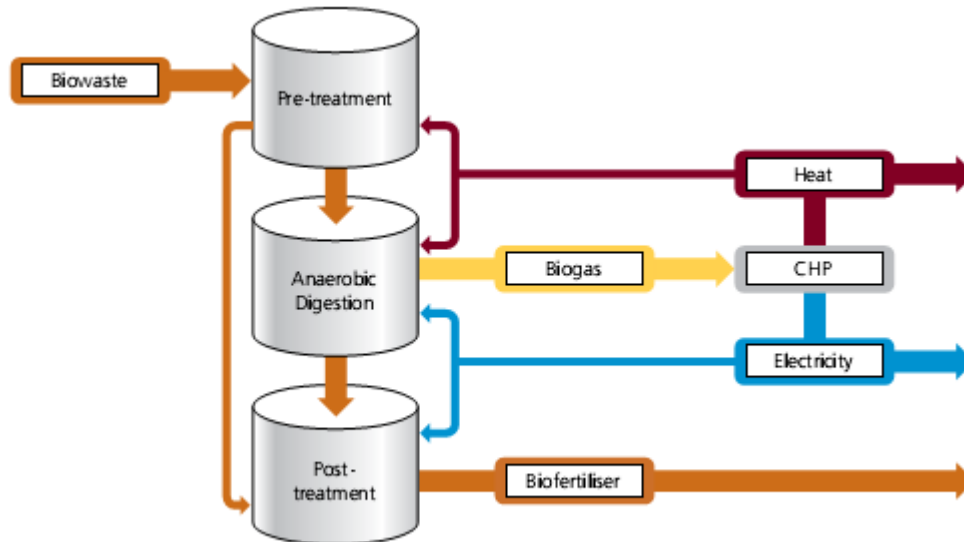 Biowaste
Pre-treatment
Heat
Anaerobic
Digestion
Biogas
CHP
Electricity
Post-
treatment
Biofertiliser